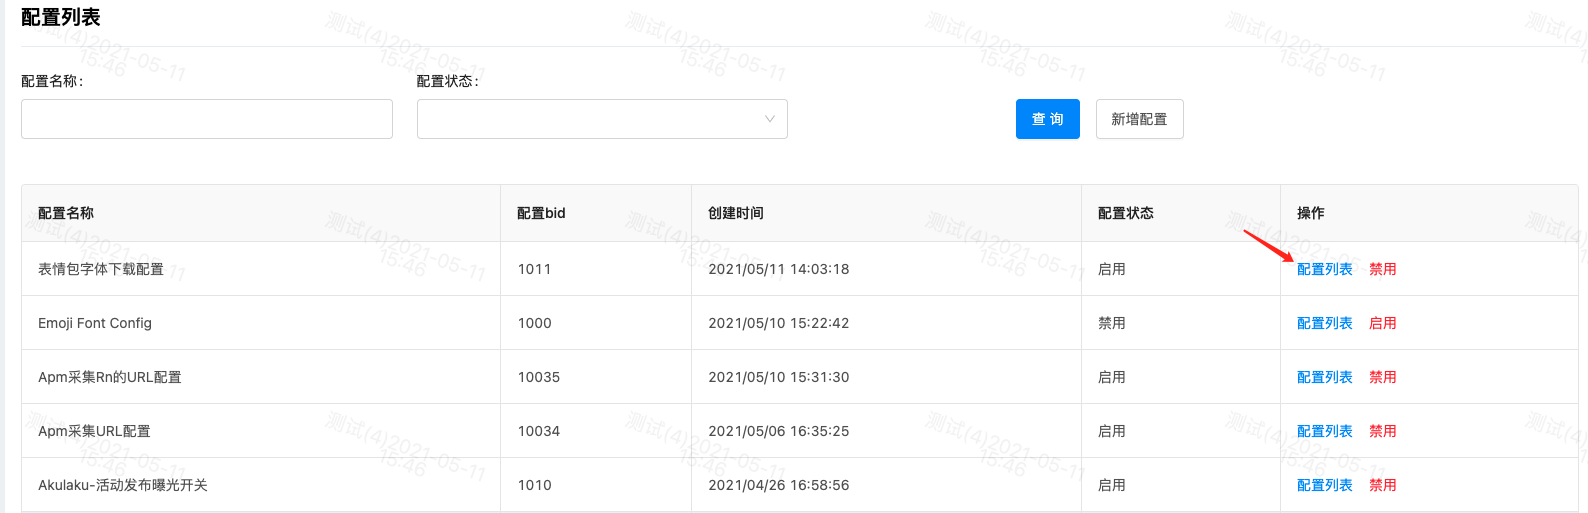 配置列表
配置名称： 配置状态：
查 询 新增配置
配置名称 配置bid 创建时间 配置状态 操作
表情包字体下载配置 1011 2021/05/11 14:03:18 启用 配置列表 禁用
Emoji Font Config 1000 2021/05/10 15:22:42 禁用 配置列表 启用
Apm采集Rn的URL配置 10035 2021/05/10 15:31:30 启用 配置列表 禁用
Apm采集URL配置 10034 2021/05/06 16:35:25 启用 配置列表 禁用
Akulaku-活动发布曝光开关 1010 2021/04/26 16:58:56 启用 配置列表 禁用
测试(4)2021-05-11
15:46